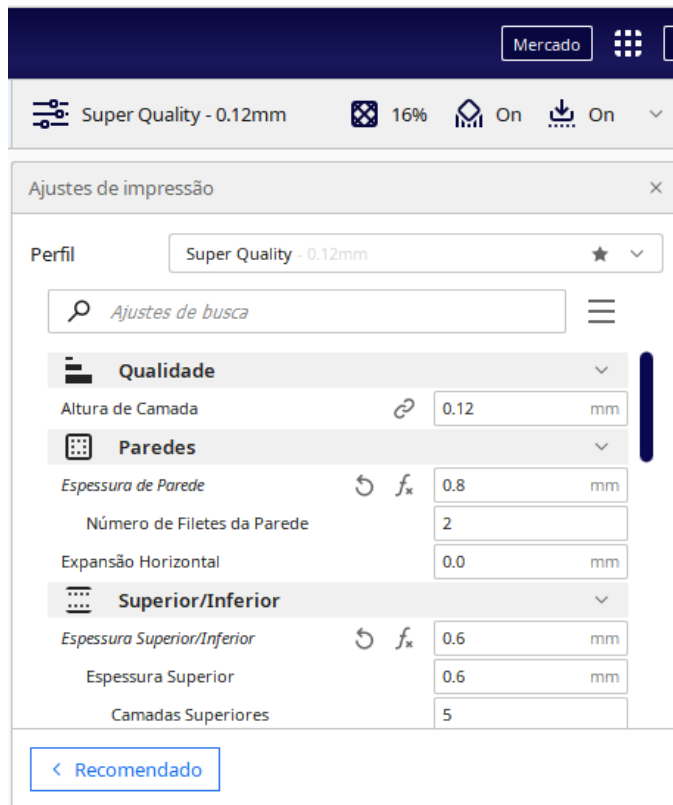 Mercado
Super Quality - 0.12mm 16% On On
Ajustes de impressão
Perfil Super Quality - 0.12mm
Ajustes de busca
Qualidade
Altura de Camada 0.12 mm
Paredes
Espessura de Parede 0.8 mm
Número de Filetes da Parede 2
Expansão Horizontal 0.0 mm
Superior/Inferior
Espessura Superior/Inferior 0.6 mm
Espessura Superior 0.6 mm
Camadas Superiores 5
Recomendado